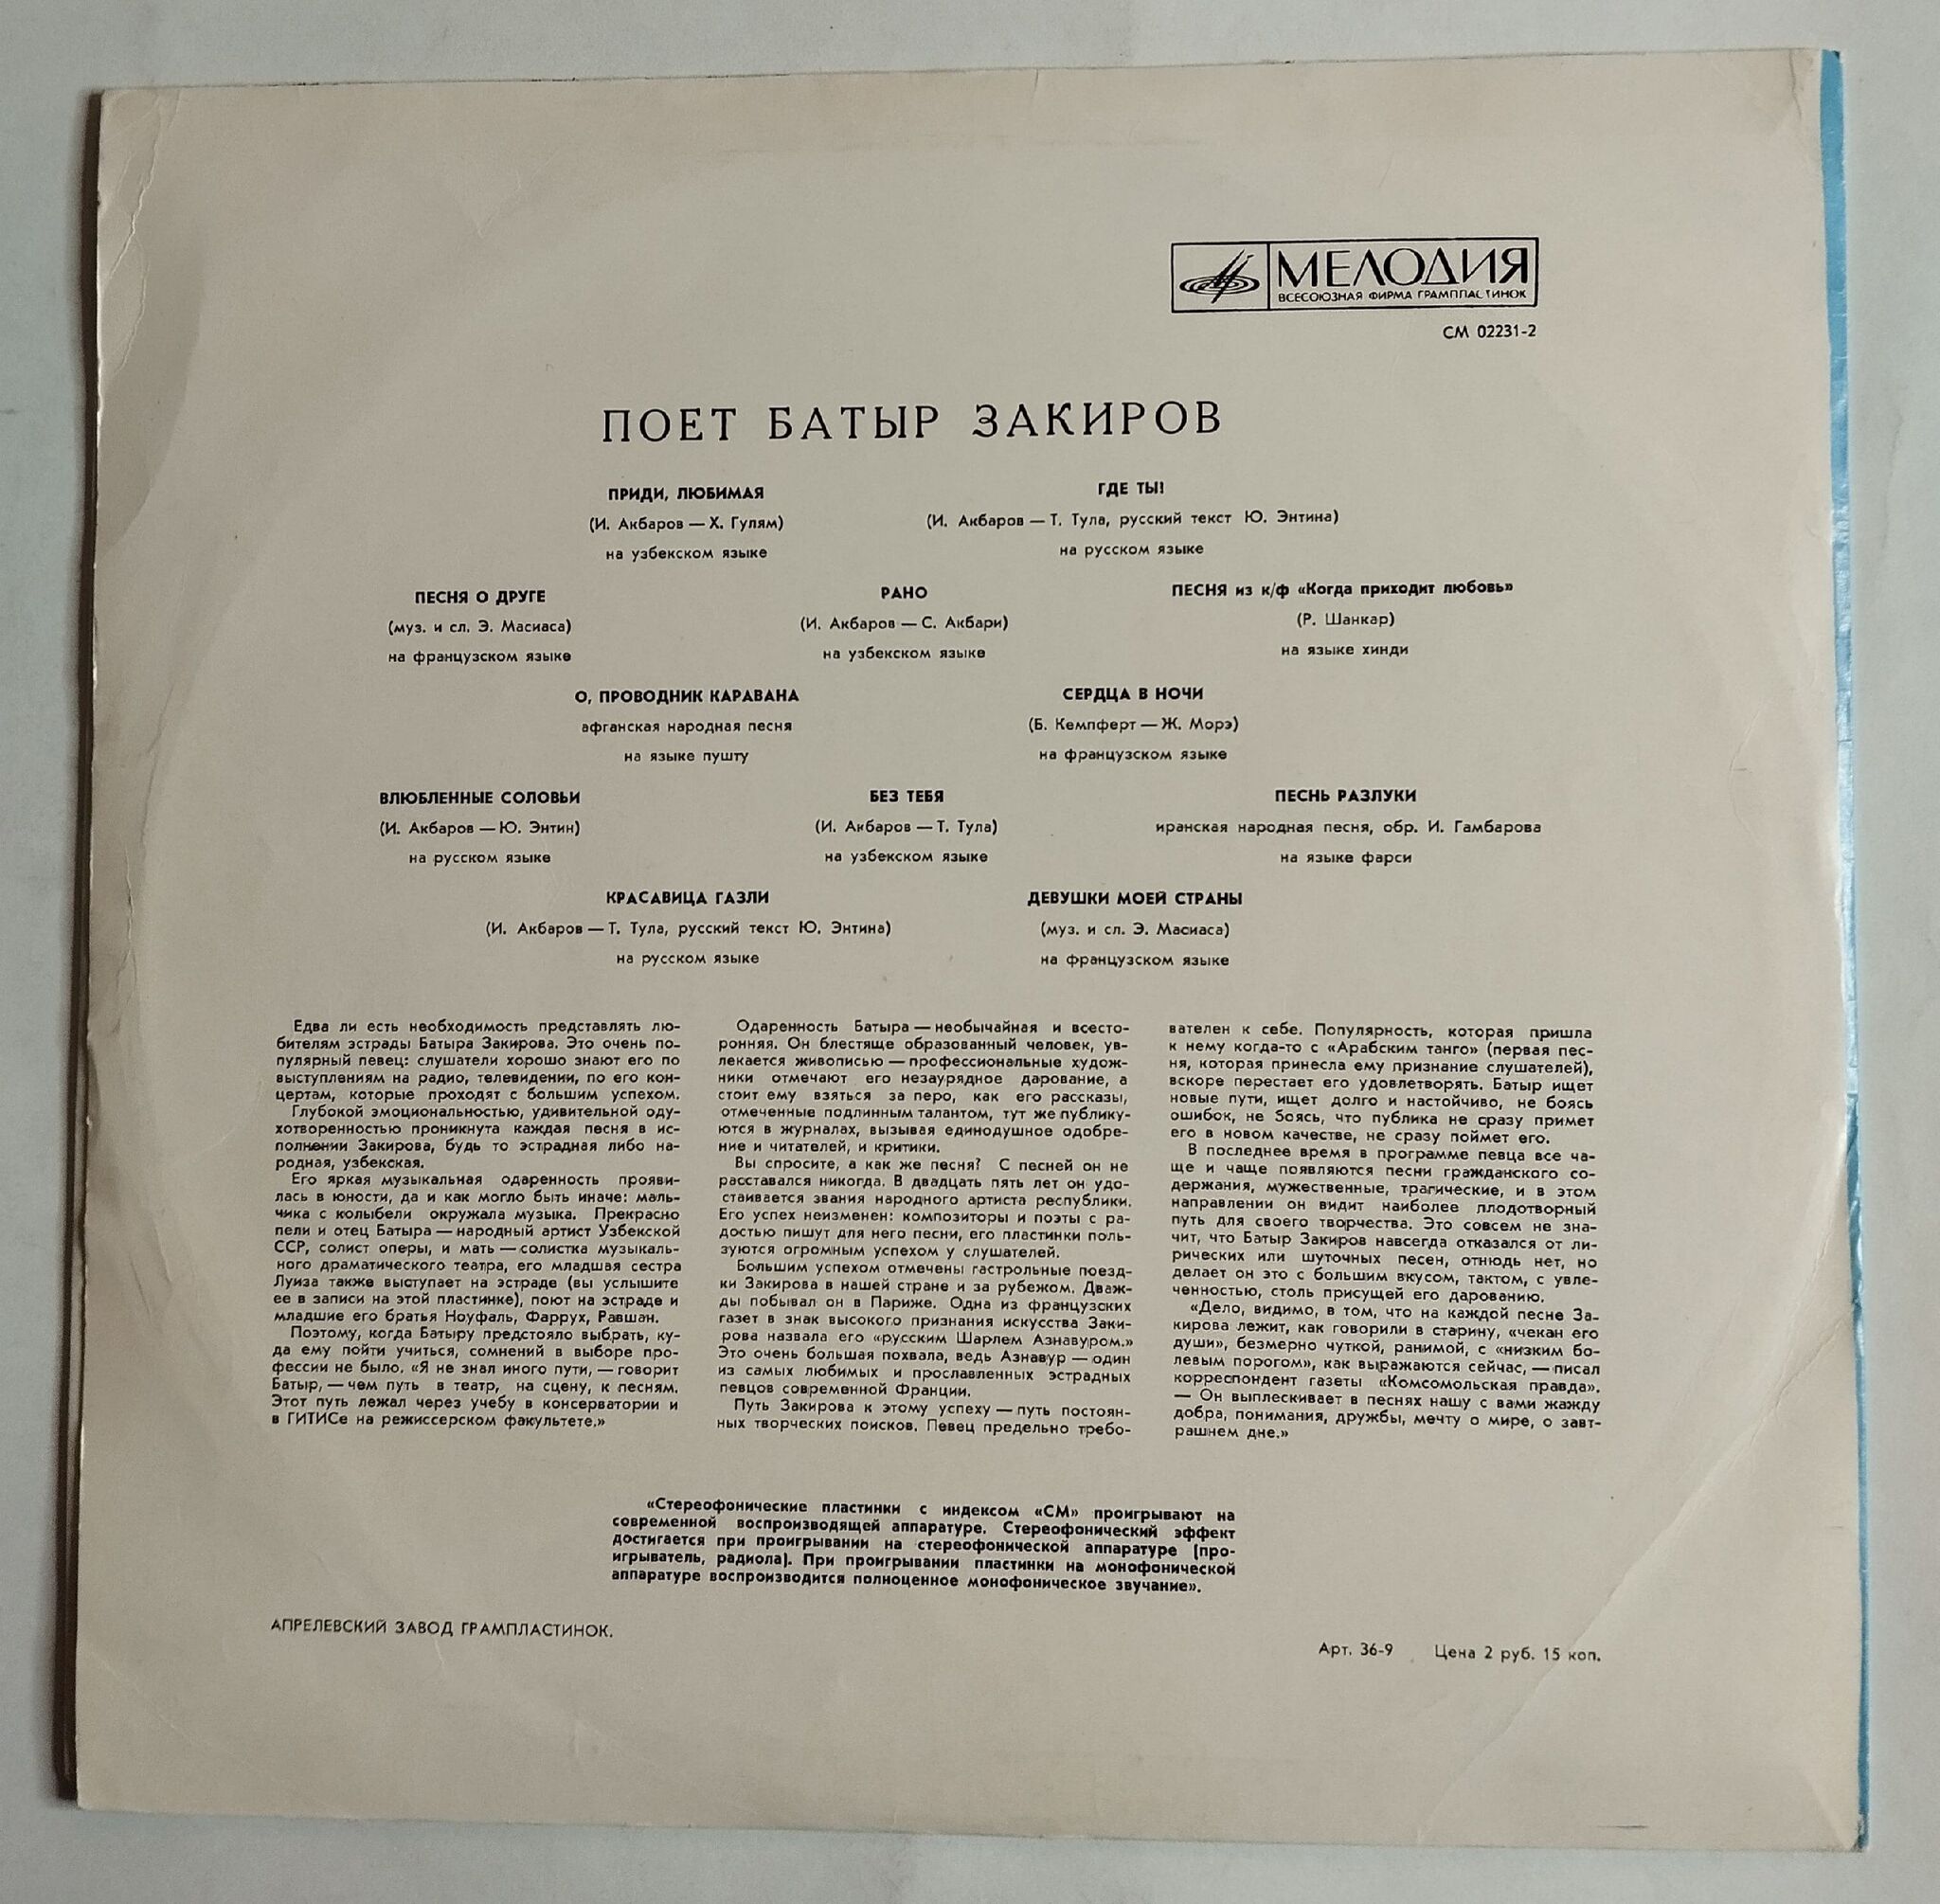 МЕЛОДИЯ
ВСЕСОЮЗНАЯ ФИРМА ГРАМПЛАСТИНОК
СМ 02231-2
ПОЕТ БАТЫР ЗАКИРОВ
ПРИДИ, ЛЮБИМАЯ
(И. Акбаров — Х. Гулям)
на узбекском языке
ГДЕ ТЫ!
(И. Акбаров — Т. Тула, русский текст Ю. Энтина)
на русском языке
ПЕСНЯ О ДРУГЕ
(муз. и сл. Э. Масиаса)
на французском языке
РАНО
(И. Акбаров — С. Акбари)
на узбекском языке
ПЕСНЯ из к/ф «Когда приходит любовь»
(Р. Шанкар)
на языке хинди
О, ПРОВОДНИК КАРАВАНА
афганская народная песня
на языке пушту
СЕРДЦА В НОЧИ
(Б. Кемпферт — Ж. Морэ)
на французском языке
ВЛЮБЛЕННЫЕ СОЛОВЬИ
(И. Акбаров — Ю. Энтин)
на русском языке
БЕЗ ТЕБЯ
(И. Акбаров — Т. Тула)
на узбекском языке
ПЕСНЬ РАЗЛУКИ
иранская народная песня, обр. И. Гамбарова
на языке фарси
КРАСАВИЦА ГАЗЛИ
(И. Акбаров — Т. Тула, русский текст Ю. Энтина)
на русском языке
ДЕВУШКИ МОЕЙ СТРАНЫ
(муз. и сл. Э. Масиаса)
на французском языке
Едва ли есть необходимость представлять лю-
бителям эстрады Батыра Закирова. Это очень по-
пулярный певец: слушатели хорошо знают его по
выступлениям на радио, телевидении, по его кон-
цертам, которые проходят с большим успехом.
Глубокой эмоциональностью, удивительной оду-
хотворенностью проникнута каждая песня в ис-
полнении Закирова, будь то эстрадная либо на-
родная, узбекская.
Его яркая музыкальная одаренность прояви-
лась в юности, да и как могло быть иначе: маль-
чика с колыбели окружала музыка. Прекрасно
пели и отец Батыра — народный артист Узбекской
ССР, солист оперы, и мать — солистка музыкаль-
ного драматического театра, его младшая сестра
Луиза также выступает на эстраде (вы услышите
ее в записи на этой пластинке), поют на эстраде и
младшие его братья Ноуфаль, Фаррух, Равшан.
Поэтому, когда Батыру предстояло выбрать, ку-
да ему пойти учиться, сомнений в выборе про-
фессии не было. «Я не знал иного пути, — говорит
Батыр, — чем путь в театр, на сцену, к песням.
Этот путь лежал через учебу в консерватории и
в ГИТИСе на режиссерском факультете.»
Одаренность Батыра — необычайная и всесто-
ронняя. Он блестяще образованный человек, ув-
лекается живописью — профессиональные худож-
ники отмечают его незаурядное дарование, а
стоит ему взяться за перо, как его рассказы,
отмеченные подлинным талантом, тут же публику-
ются в журналах, вызывая единодушное одобре-
ние и читателей, и критики.
Вы спросите, а как же песня? С песней он не
расставался никогда. В двадцать пять лет он удо-
стаивается звания народного артиста республики.
Его успех неизменен: композиторы и поэты с ра-
достью пишут для него песни, его пластинки поль-
зуются огромным успехом у слушателей.
Большим успехом отмечены гастрольные поезд-
ки Закирова в нашей стране и за рубежом. Дваж-
ды побывал он в Париже. Одна из французских
газет в знак высокого признания искусства Заки-
рова назвала его «русским Шарлем Азнавуром.»
Это очень большая похвала, ведь Азнавур — один
из самых любимых и прославленных эстрадных
певцов современной Франции.
Путь Закирова к этому успеху — путь постоян-
ных творческих поисков. Певец предельно требо-
вателен к себе. Популярность, которая пришла
к нему когда-то с «Арабским танго» (первая пес-
ня, которая принесла ему признание слушателей),
вскоре перестает его удовлетворять. Батыр ищет
новые пути, ищет долго и настойчиво, не боясь
ошибок, не боясь, что публика не сразу примет
его в новом качестве, не сразу поймет его.
В последнее время в программе певца все ча-
ще и чаще появляются песни гражданского со-
держания, мужественные, трагические, и в этом
направлении он видит наиболее плодотворный
путь для своего творчества. Это совсем не зна-
чит, что Батыр Закиров навсегда отказался от ли-
рических или шуточных песен, отнюдь нет, но
делает он это с большим вкусом, тактом, с увле-
ченностью, столь присущей его дарованию.
«Дело, видимо, в том, что на каждой песне За-
кирова лежит, как говорили в старину, «чекан его
души», безмерно чуткой, ранимой, с «низким бо-
левым порогом», как выражаются сейчас, — писал
корреспондент газеты «Комсомольская правда».
— Он выплескивает в песнях нашу с вами жажду
добра, понимания, дружбы, мечту о мире, о завт-
рашнем дне.»
«Стереофонические пластинки с индексом «СМ» проигрывают на
современной воспроизводящей аппаратуре. Стереофонический эффект
достигается при проигрывании на стереофонической аппаратуре (про-
игрыватель, радиола). При проигрывании пластинки на монофонической
аппаратуре воспроизводится полноценное монофоническое звучание».
АПРЕЛЕВСКИЙ ЗАВОД ГРАМПЛАСТИНОК.
Арт. 36-9 Цена 2 руб. 15 коп.